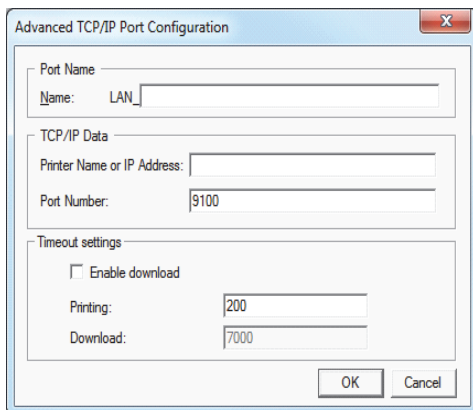 Advanced TCP/IP Port Configuration
X
Port Name
Name: LAN_
TCP/IP Data
Printer Name or IP Address:
Port Number: 9100
Timeout settings
Enable download
Printing: 200
Download: 7000
OK Cancel